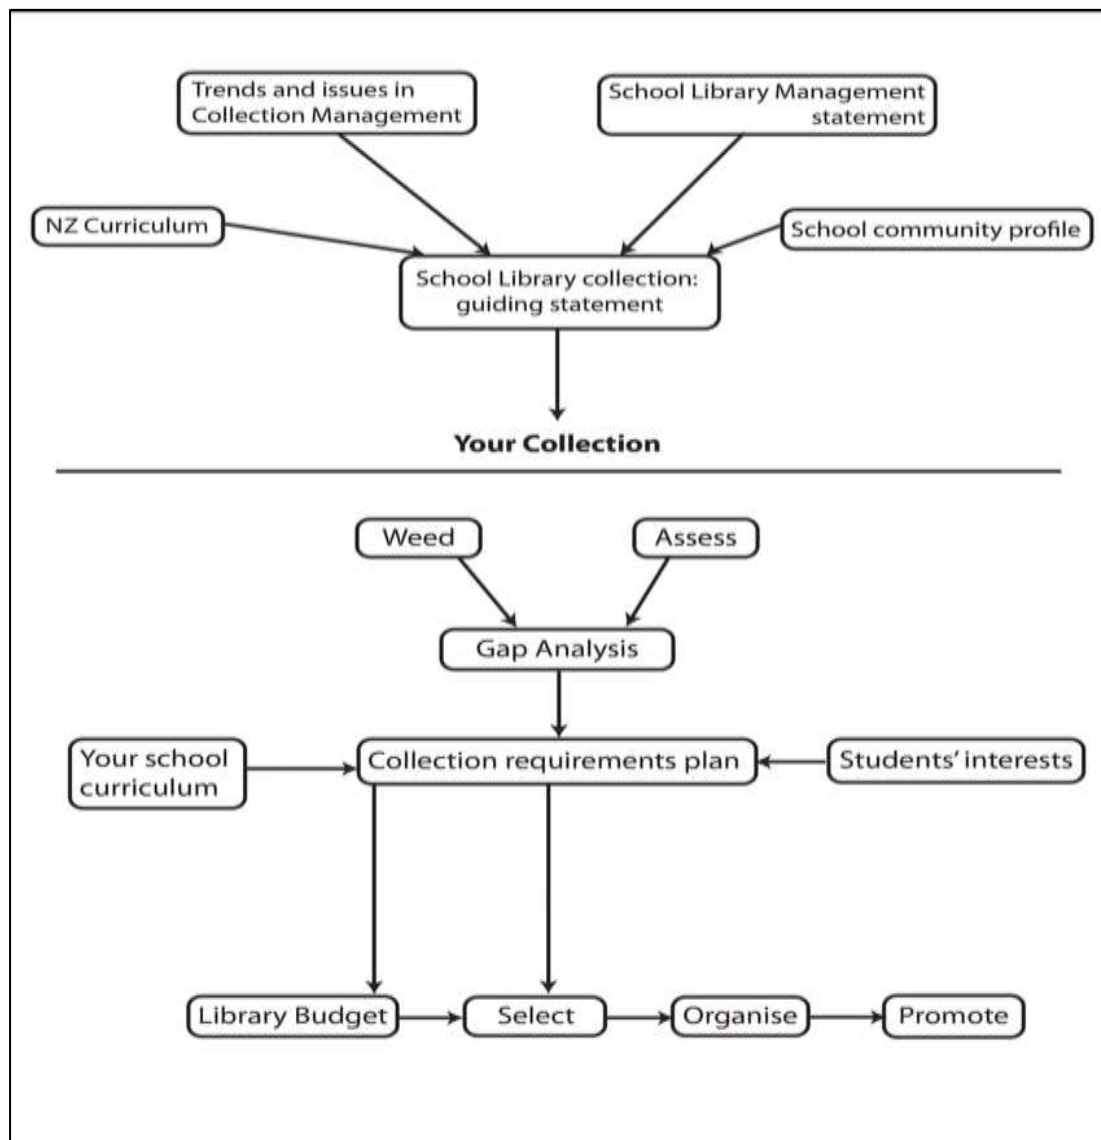 Trends and issues in
Collection Management
School Library Management
statement
NZ Curriculum
School community profile
School Library collection:
guiding statement
Your Collection
Weed
Assess
Gap Analysis
Your school
curriculum
Collection requirements plan
Students' interests
Library Budget
Select
Organise
Promote